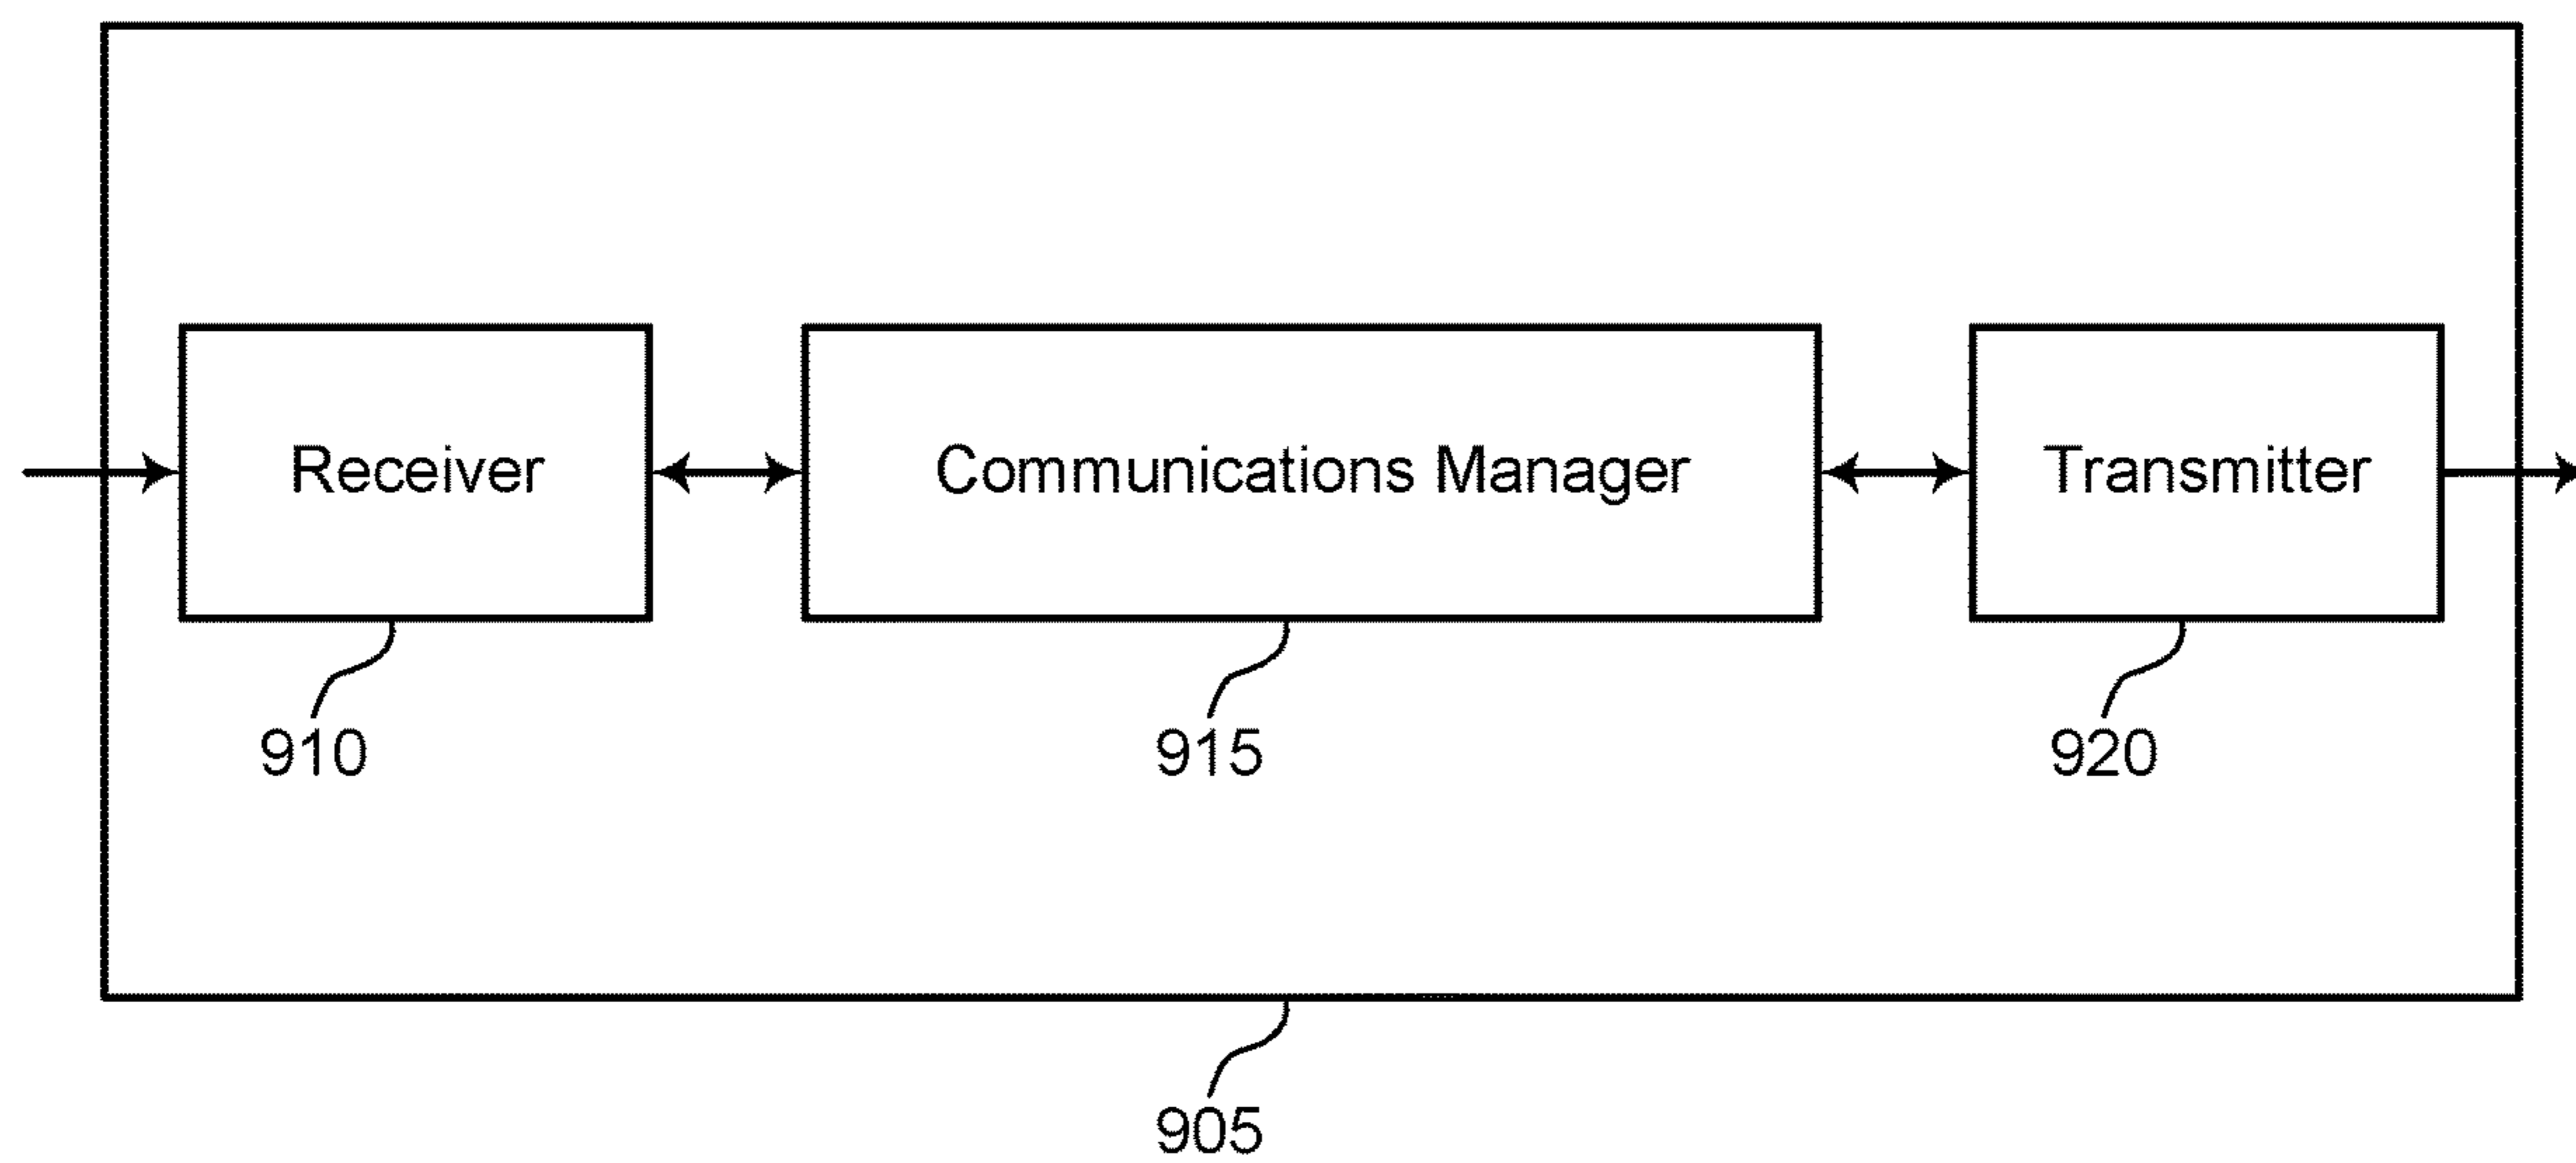 Receiver
Communications Manager
Transmitter
910
915
920
905